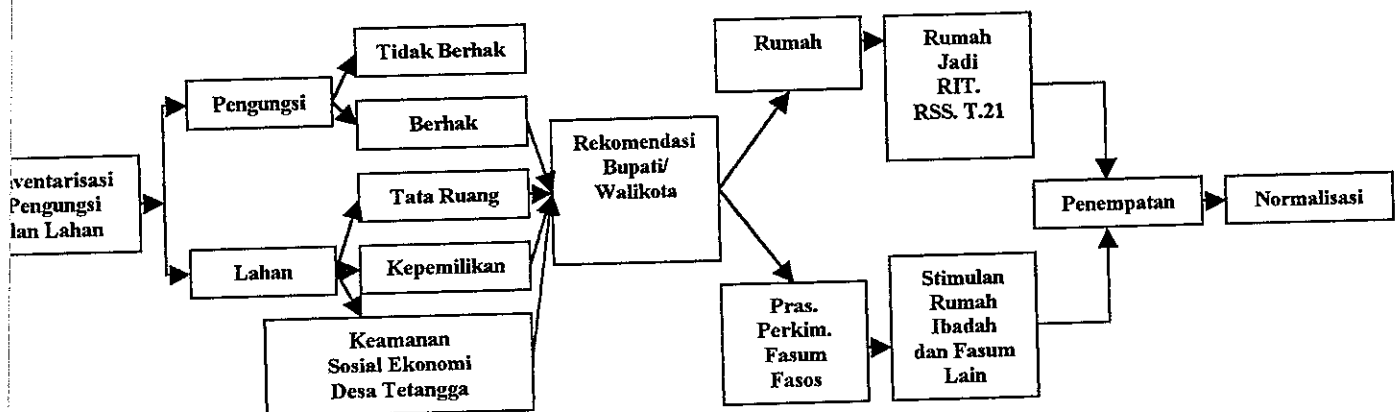 Pengungsi
Lahan
Tidak Berhak
Berhak
Tata Ruang
Kepemilikan
Keamanan
Sosial Ekonomi
Desa Tetangga
Rekomendasi
Bupati/
Walikota
Rumah
Rumah
Jadi
RIT.
RSS. T.21
Pras.
Perkim.
Fasum
Fasos
Stimulan
Rumah
Ibadah
dan Fasum
Lain
Penempatan
Normalisasi
ventarisasi
Pengungsi
lan Lahan